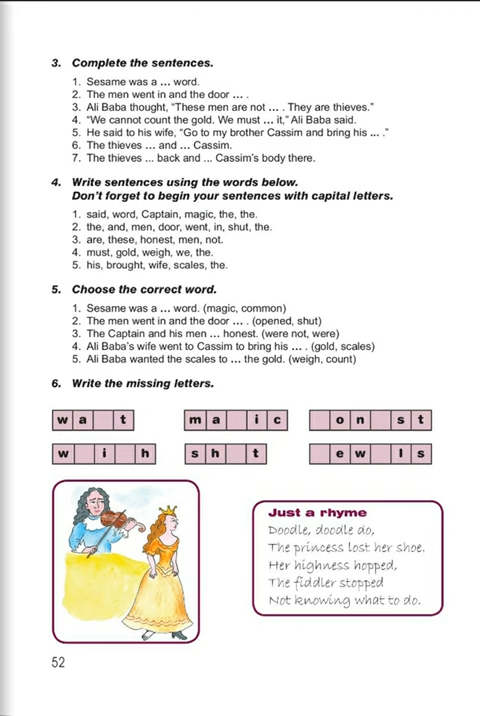 3. Complete the sentences.
1. Sesame was a ... word.
2. The men went in and the door ... .
3. Ali Baba thought, “These men are not ... . They are thieves.”
4. “We cannot count the gold. We must ... it,” Ali Baba said.
5. He said to his wife, “Go to my brother Cassim and bring his ... .”
6. The thieves ... and ... Cassim’s body there.
7. The thieves ... back and ... Cassim’s body there.
4. Write sentences using the words below.
Don’t forget to begin your sentences with capital letters.
1. said, word, Captain, magic, the, the.
2. the, and, men, door, went, in, shut, the.
3. are, these, honest, men, not.
4. must, gold, weigh, we, the.
5. his, brought, wife, scales, the.
5. Choose the correct word.
1. Sesame was a ... word. (magic, common)
2. The men went in and the door ... . (opened, shut)
3. The Captain and his men ... honest. (were not, were)
4. Ali Baba’s wife went to Cassim to bring his ... . (gold, scales)
5. Ali Baba wanted the scales to ... the gold. (weigh, count)
6. Write the missing letters.
w a t m a i c o n s t
w i h s h t e w l s
Just a rhyme
Doodle, doodle do,
The princess lost her shoe.
Her highness hopped,
The fiddler stopped
Not knowing what to do.
52